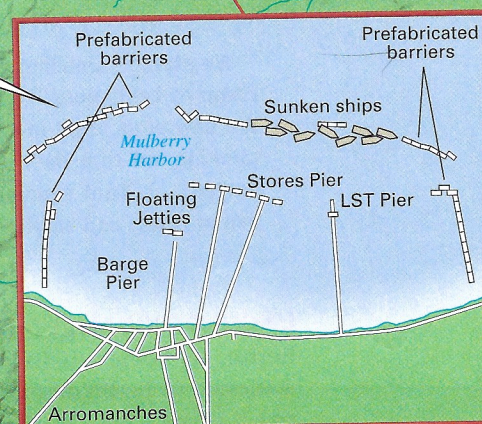 Prefabricated
barriers
Prefabricated
barriers
Sunken ships
Mulberry
Harbor
Stores Pier
Floating
Jetties
LST Pier
Barge
Pier
Arromanches